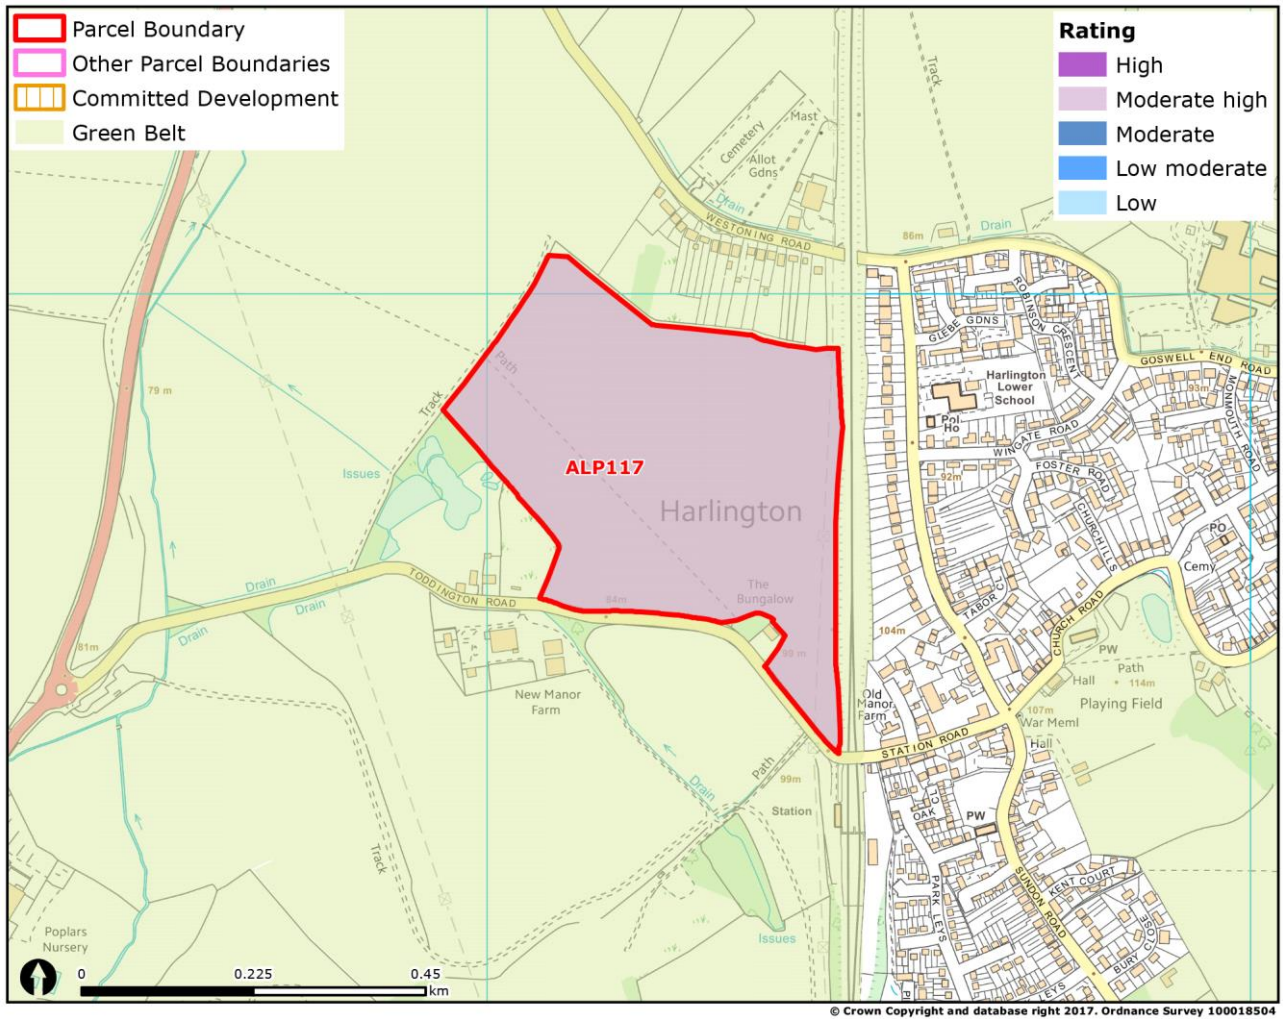 Parcel Boundary
Other Parcel Boundaries
Committed Development
Green Belt
Rating
High
Moderate high
Moderate
Low moderate
Low
Track
Mast
Cemetery
Allot
Gdns
Drain
WESTONING ROAD
86m
Drain
ROBINSON CRESCENT
GLEBE GDNS
GOSWELL END ROAD
MONMOUTH ROAD
93m
Harlington
Lower
School
Pol
Ho
WINGATE ROAD
FOSTER ROAD
92m
CHURCHILLS
PO
Cemy
TABOR CL
CHURCH ROAD
104m
79 m
Path
Track
Issues
ALP117
Harlington
The
Bungalow
84m
99 m
TODDINGTON ROAD
Drain
Drain
Drain
81m
New Manor
Farm
Old
Manor
Farm
PW
Path
Hall
114m
Playing Field
107m
War Meml
Hall
STATION ROAD
Path
99m
Drain
Station
OAK CL
PW
Track
PARK LEYS
SUNDON ROAD
KENT COURT
BURY CLOSE
LEYS
Issues
Poplars
Nursery
0
0.225
0.45
km
© Crown Copyright and database right 2017. Ordnance Survey 100018504